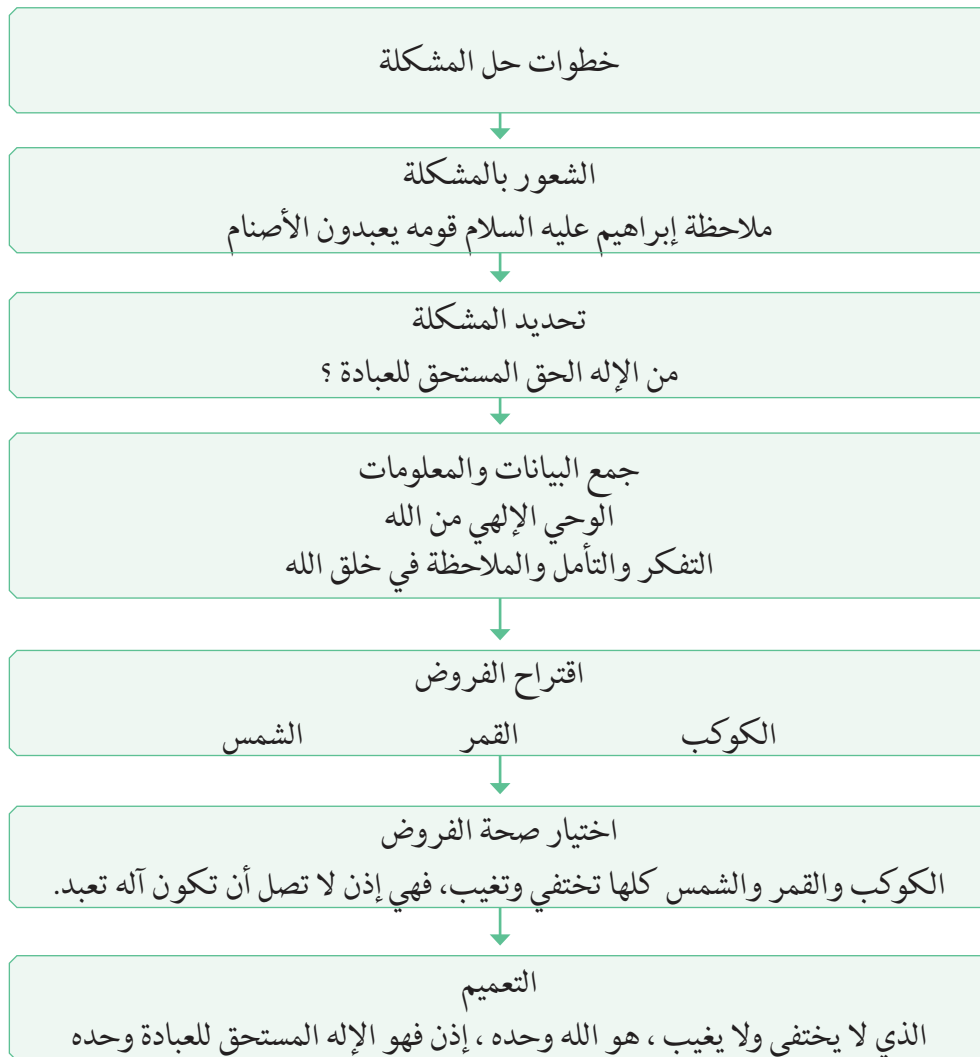 خطوات حل المشكلة
الشعور بالمشكلة
ملاحظة إبراهيم عليه السلام قومه يعبدون الأصنام
تحديد المشكلة
من الإله الحق المستحق للعبادة ؟
جمع البيانات والمعلومات
الوحي الإلهي من الله
التفكر والتأمل والملاحظة في خلق الله
اقتراح الفروض
الكوكب القمر الشمس
اختيار صحة الفروض
الكوكب والقمر والشمس كلها تختفي وتغيب، فهي إذن لا تصل أن تكون آله تعبد.
التعميم
الذي لا يختفي ولا يغيب ، هو الله وحده ، إذن فهو الإله المستحق للعبادة وحده